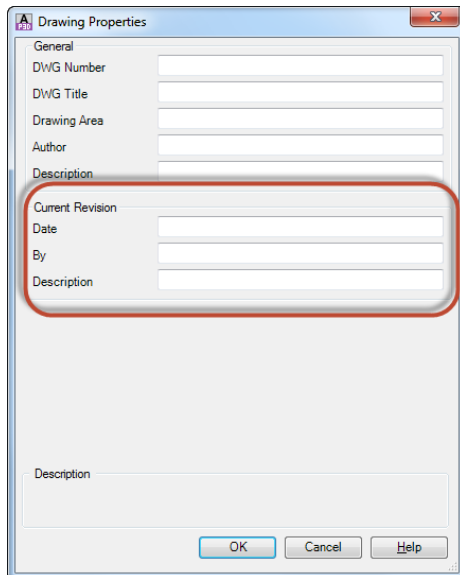 Drawing Properties
General
DWG Number
DWG Title
Drawing Area
Author
Description
Current Revision
Date
By
Description
Description
OK Cancel Help